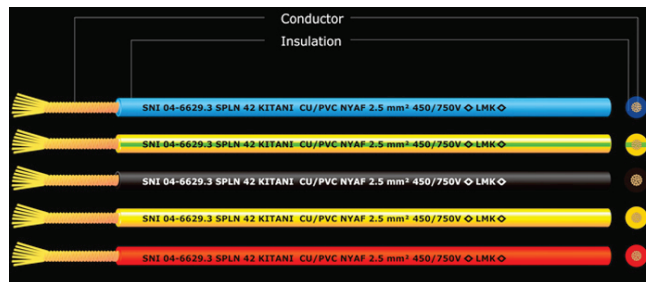 Conductor
Insulation
SNI 04-6629.3 SPLN 42 KITANI CU/PVC NYAF 2.5 mm² 450/750V ◇ LMK ◇
SNI 04-6629.3 SPLN 42 KITANI CU/PVC NYAF 2.5 mm² 450/750V ◇ LMK ◇
SNI 04-6629.3 SPLN 42 KITANI CU/PVC NYAF 2.5 mm² 450/750V ◇ LMK ◇
SNI 04-6629.3 SPLN 42 KITANI CU/PVC NYAF 2.5 mm² 450/750V ◇ LMK ◇
SNI 04-6629.3 SPLN 42 KITANI CU/PVC NYAF 2.5 mm² 450/750V ◇ LMK ◇